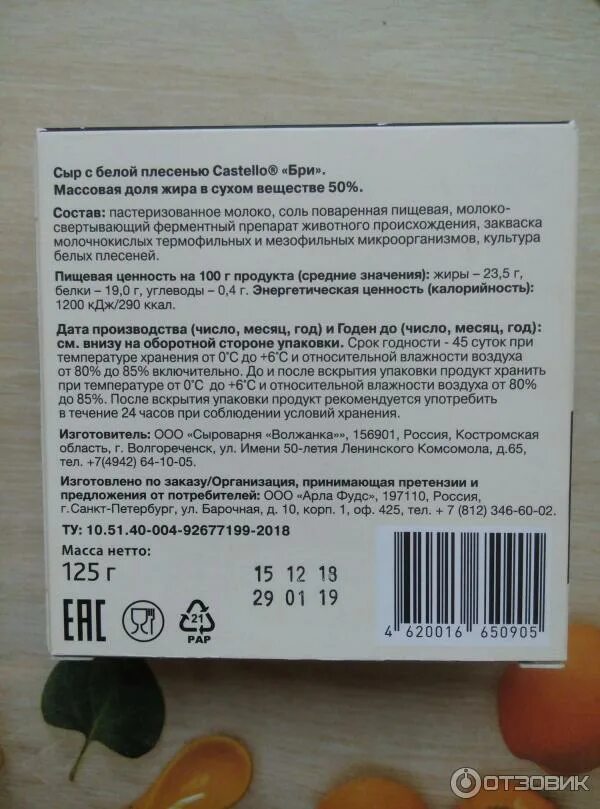 Сыр с белой плесенью Castello® «Бри».
Массовая доля жира в сухом веществе 50%.
Состав: пастеризованное молоко, соль поваренная пищевая, молоко-
свертывающий ферментный препарат животного происхождения, закваска
молочнокислых термофильных и мезофильных микроорганизмов, культура
белых плесеней.
Пищевая ценность на 100 г продукта (средние значения): жиры – 23,5 г,
белки – 19,0 г, углеводы – 0,4 г. Энергетическая ценность (калорийность):
1200 кДж/290 ккал.
Дата производства (число, месяц, год) и Годен до (число, месяц, год):
см. внизу на оборотной стороне упаковки. Срок годности - 45 суток при
температуре хранения от 0°С до +6°С и относительной влажности воздуха
от 80% до 85% включительно. До и после вскрытия упаковки продукт хранить
при температуре от 0°С до +6°С и относительной влажности воздуха от 80%
до 85%. После вскрытия упаковки продукт рекомендуется употребить
в течение 24 часов при соблюдении условий хранения.
Изготовитель: ООО «Сыроварня «Волжанка»», 156901, Россия, Костромская
область, г. Волгореченск, ул. Имени 50-летия Ленинского Комсомола, д.65,
тел. +7(4942) 64-10-05.
Изготовлено по заказу/Организация, принимающая претензии и
предложения от потребителей: ООО «Арла Фудс», 197110, Россия,
г.Санкт-Петербург, ул. Барочная, д. 10, корп. 1, оф. 425, тел. + 7 (812) 346-60-02.
ТУ: 10.51.40-004-92677199-2018
Масса нетто:
125 г
15 12 18
29 01 19
EAC
21
PAP
4 620016 650905
ОТЗОВИК